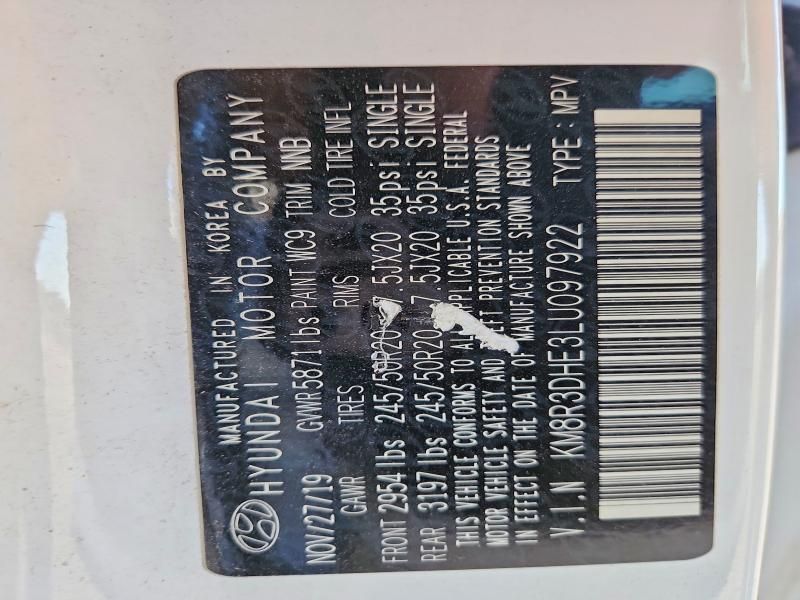 MANUFACTURED IN KOREA BY
HYUNDAI MOTOR COMPANY
NOV/27/19 GVWR5871lbs PAINT WC9 TRIM NNB
GAWR TIRES RMS COLD TIRE INFL
FRONT 2954lbs 245/50R20 7.5JX20 35psi SINGLE
REAR 3197lbs 245/50R20 7.5JX20 35psi SINGLE
THIS VEHICLE CONFORMS TO ALL APPLICABLE U.S.A. FEDERAL
MOTOR VEHICLE SAFETY AND THEFT PREVENTION STANDARDS
IN EFFECT ON THE DATE OF MANUFACTURE SHOWN ABOVE
V.I.N KM8R3DHE3LU097922 TYPE : MPV